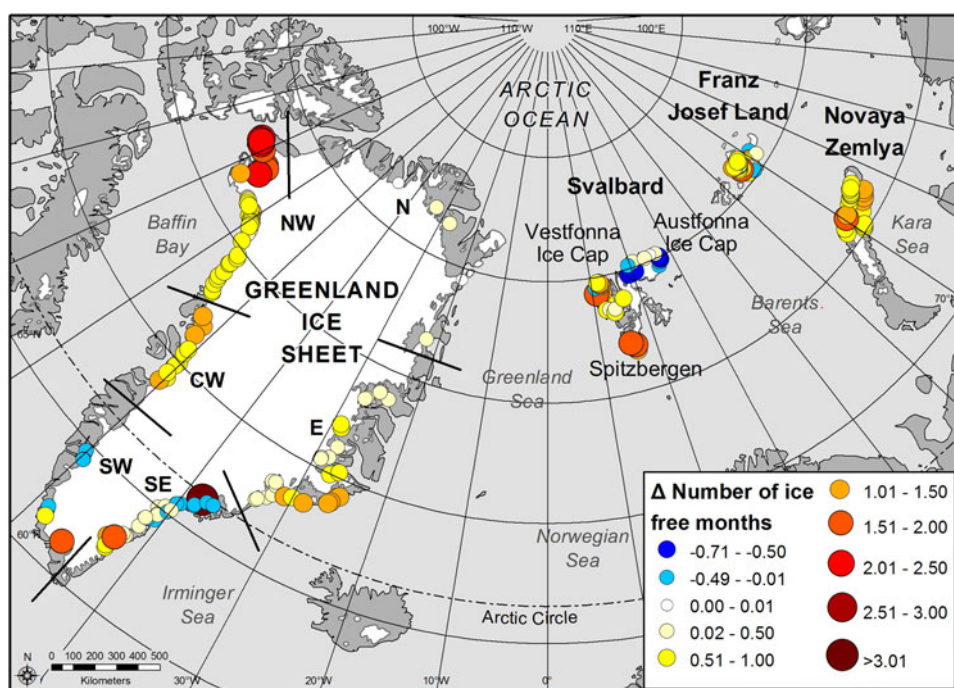 100°W
110°W
110°E
100°E
ARCTIC
OCEAN
Franz
Josef Land
Novaya
Zemlya
Svalbard
Baffin
Bay
NW
N
Vestfonna
Ice Cap
Austfonna
Ice Cap
Kara
Sea
GREENLAND
ICE
SHEET
Barents
Sea
70°
65°N
Spitzbergen
Greenland
Sea
CW
E
SW
SE
60°N
Norwegian
Sea
Irminger
Sea
Arctic Circle
N
0 100 200 300 400 500
Kilometers
30°W
20°W
10°W
0°
Δ Number of ice
free months
-0.71 - -0.50
-0.49 - -0.01
0.00 - 0.01
0.02 - 0.50
0.51 - 1.00
1.01 - 1.50
1.51 - 2.00
2.01 - 2.50
2.51 - 3.00
>3.01